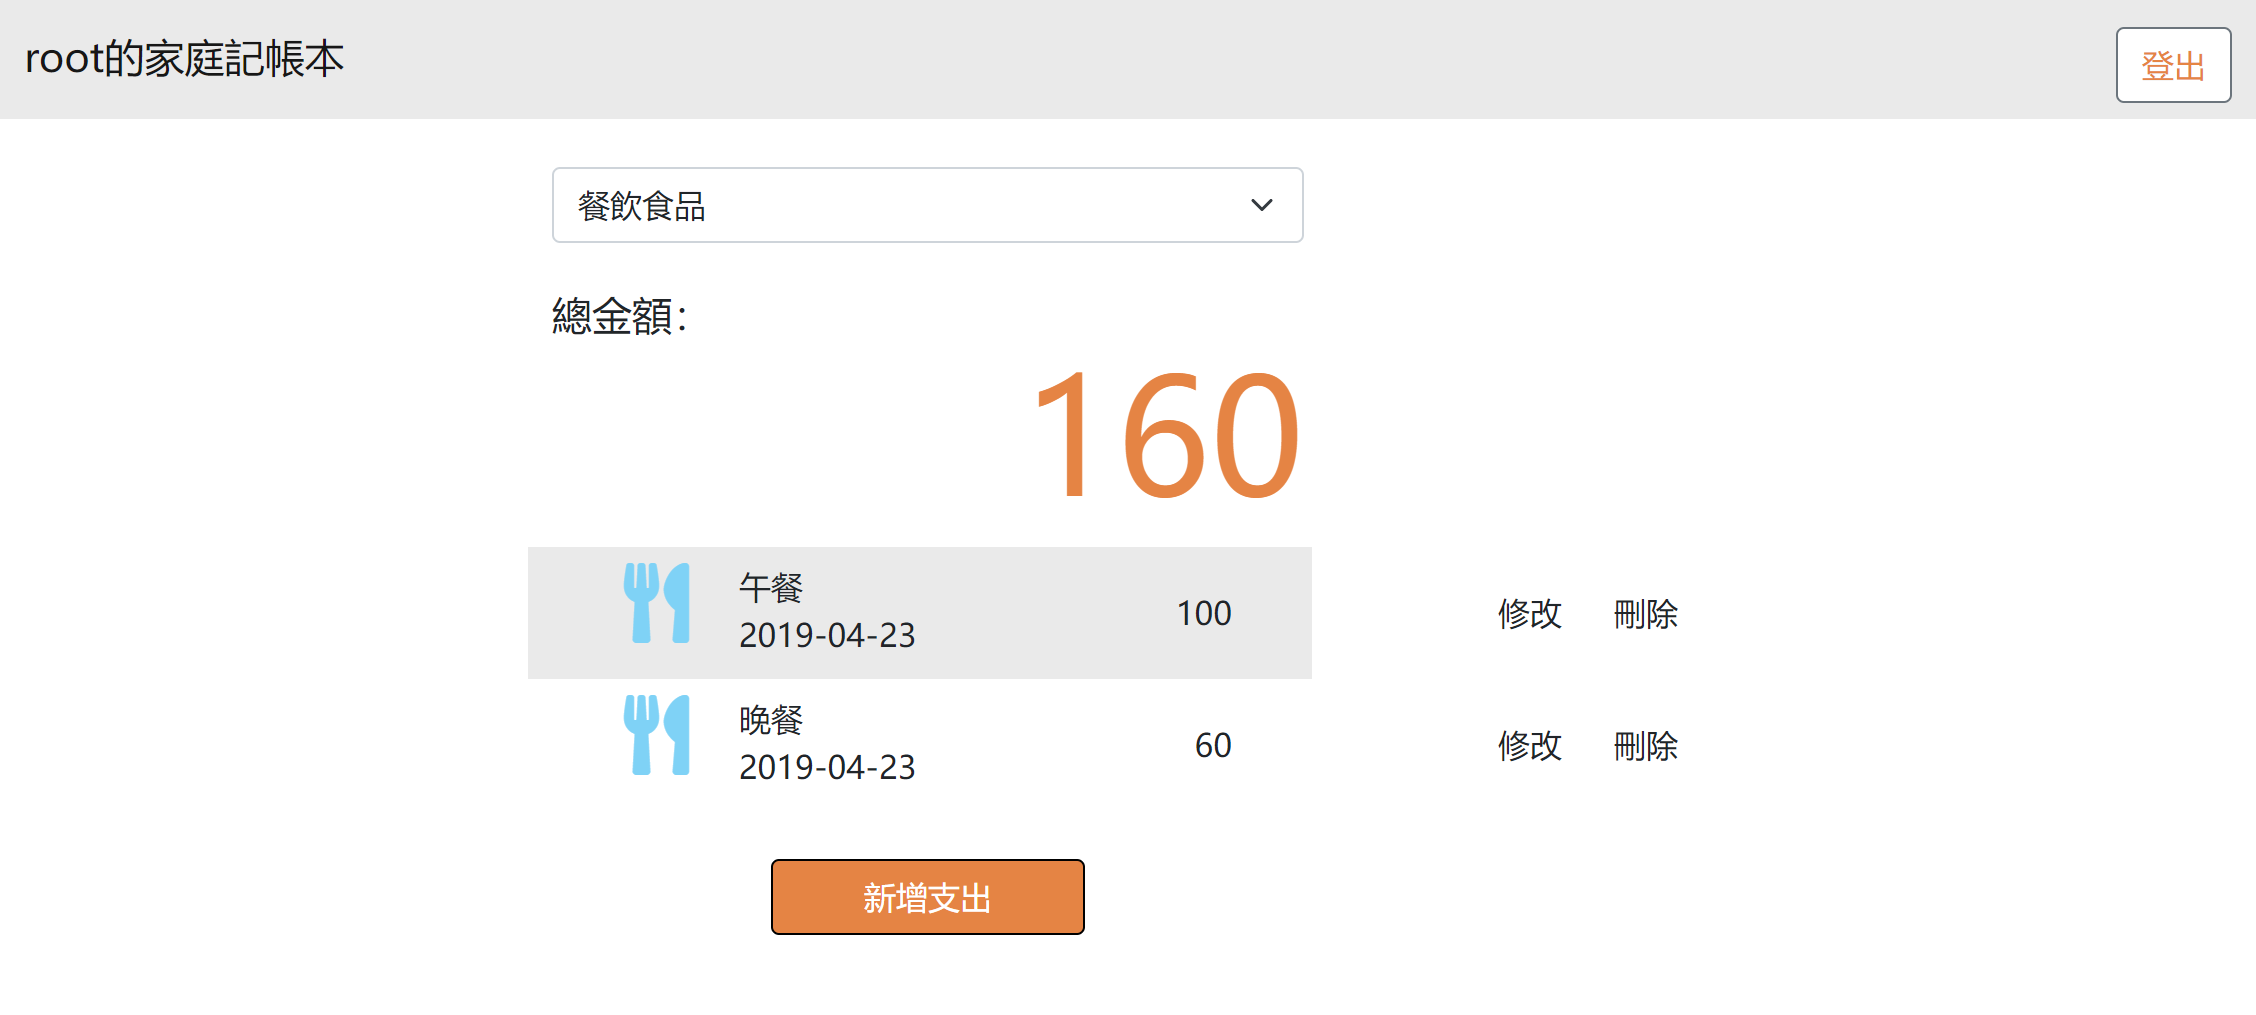 root的家庭記帳本
登出
餐飲食品
總金額：
160
午餐
2019-04-23
100
修改 刪除
晚餐
2019-04-23
60
修改 刪除
新增支出